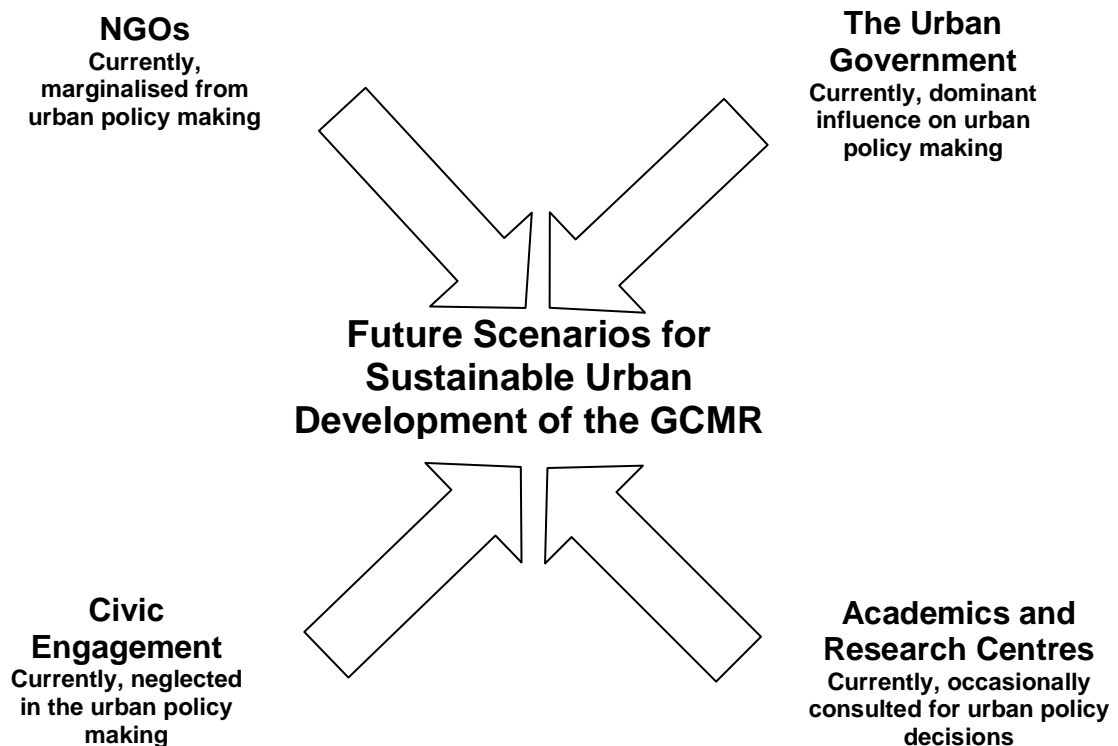 NGOs
Currently,
marginalised from
urban policy making
The Urban
Government
Currently, dominant
influence on urban
policy making
Future Scenarios for
Sustainable Urban
Development of the GCMR
Civic
Engagement
Currently, neglected
in the urban policy
making
Academics and
Research Centres
Currently, occasionally
consulted for urban policy
decisions